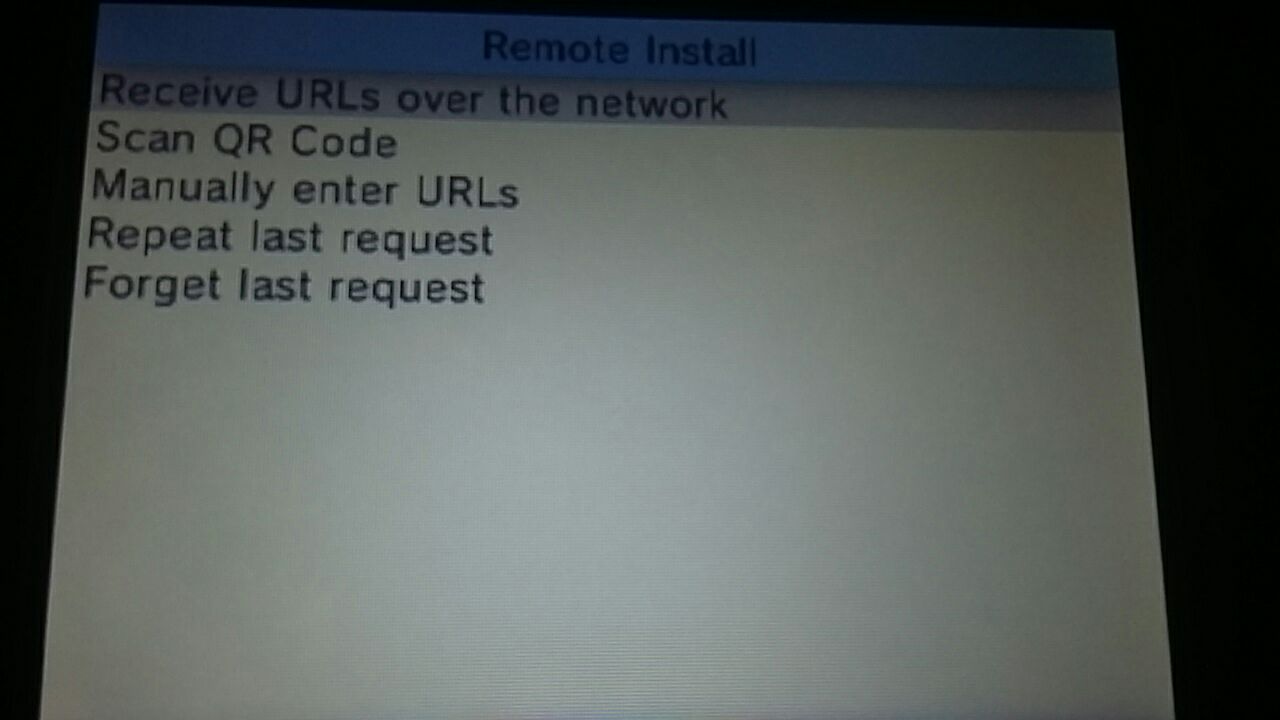 Remote Install
Receive URLs over the network
Scan QR Code
Manually enter URLs
Repeat last request
Forget last request